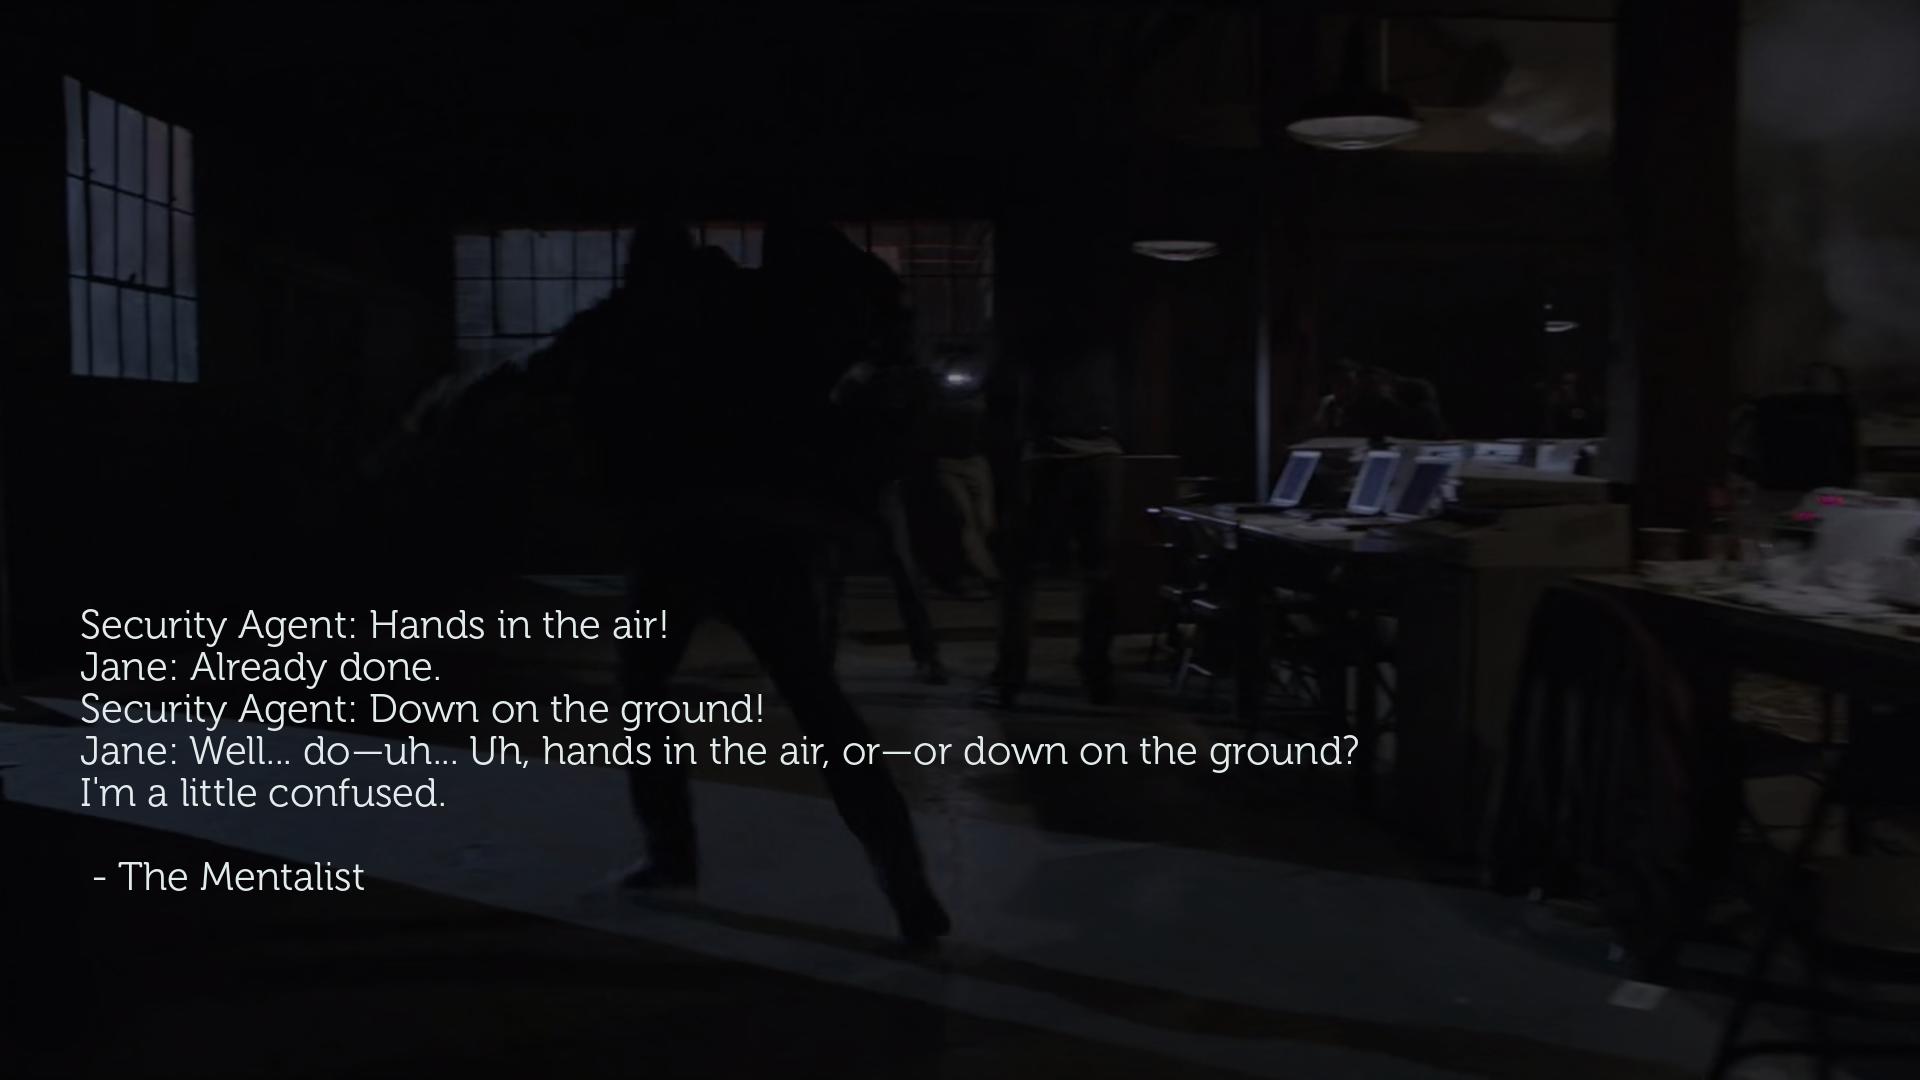 Security Agent: Hands in the air!
Jane: Already done.
Security Agent: Down on the ground!
Jane: Well... do—uh... Uh, hands in the air, or—or down on the ground?
I'm a little confused.
- The Mentalist